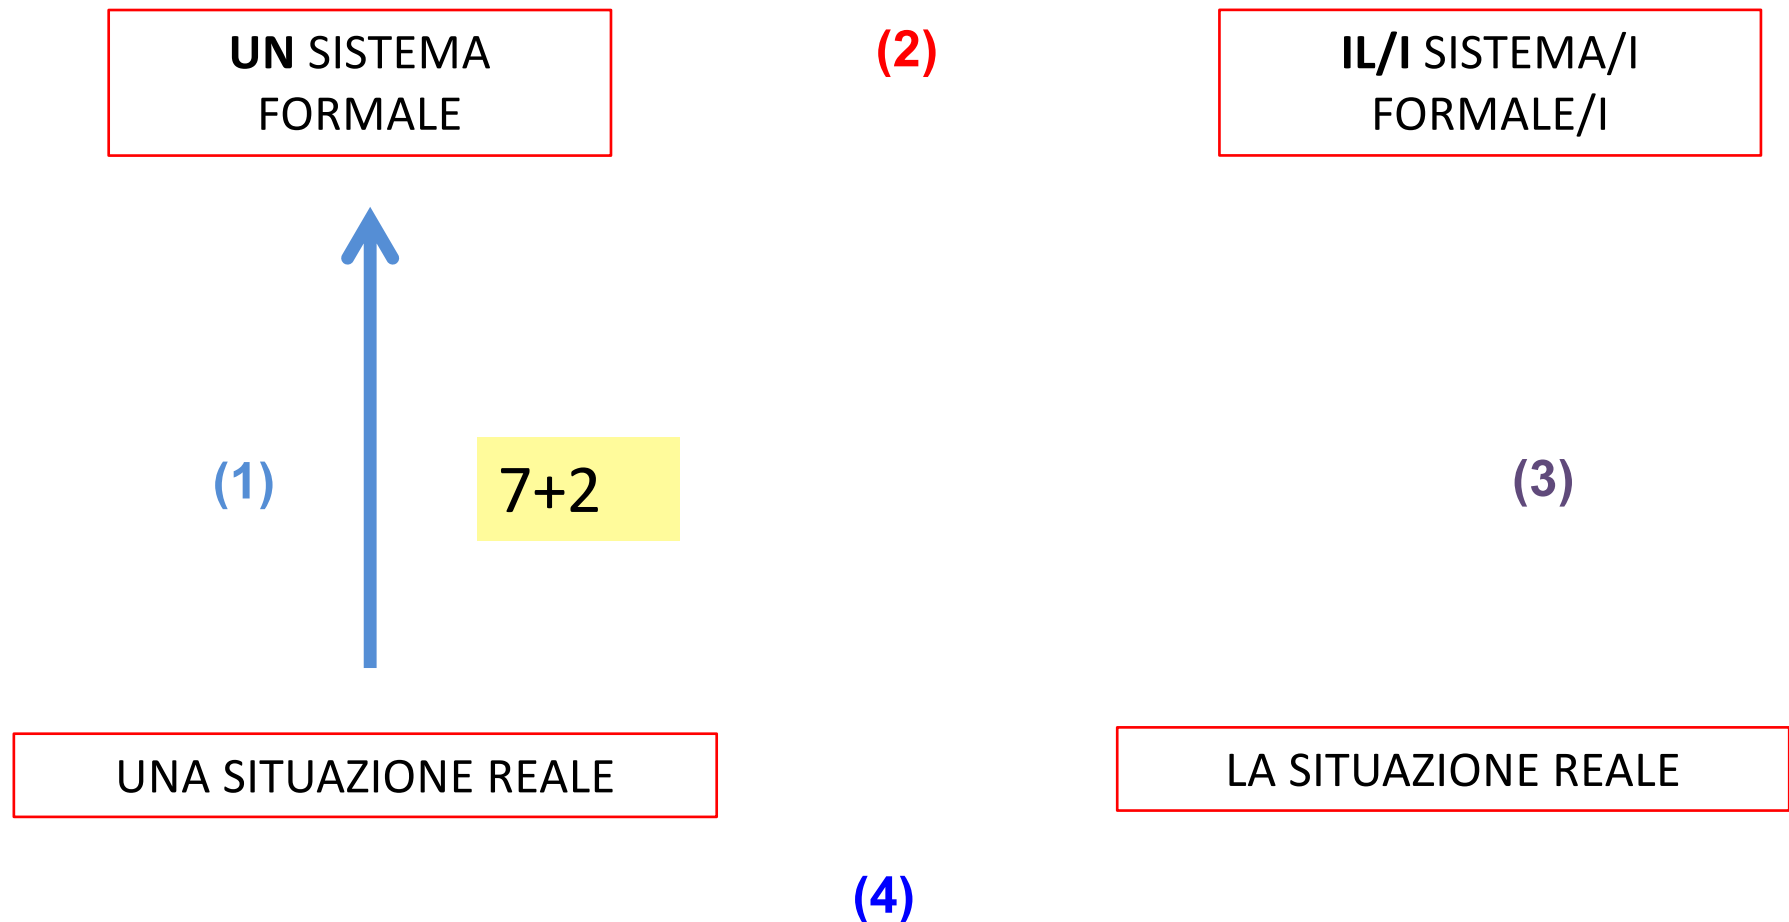 UN SISTEMA
FORMALE
(2)
IL/I SISTEMA/I
FORMALE/I
(1)
7+2
(3)
UNA SITUAZIONE REALE
LA SITUAZIONE REALE
(4)